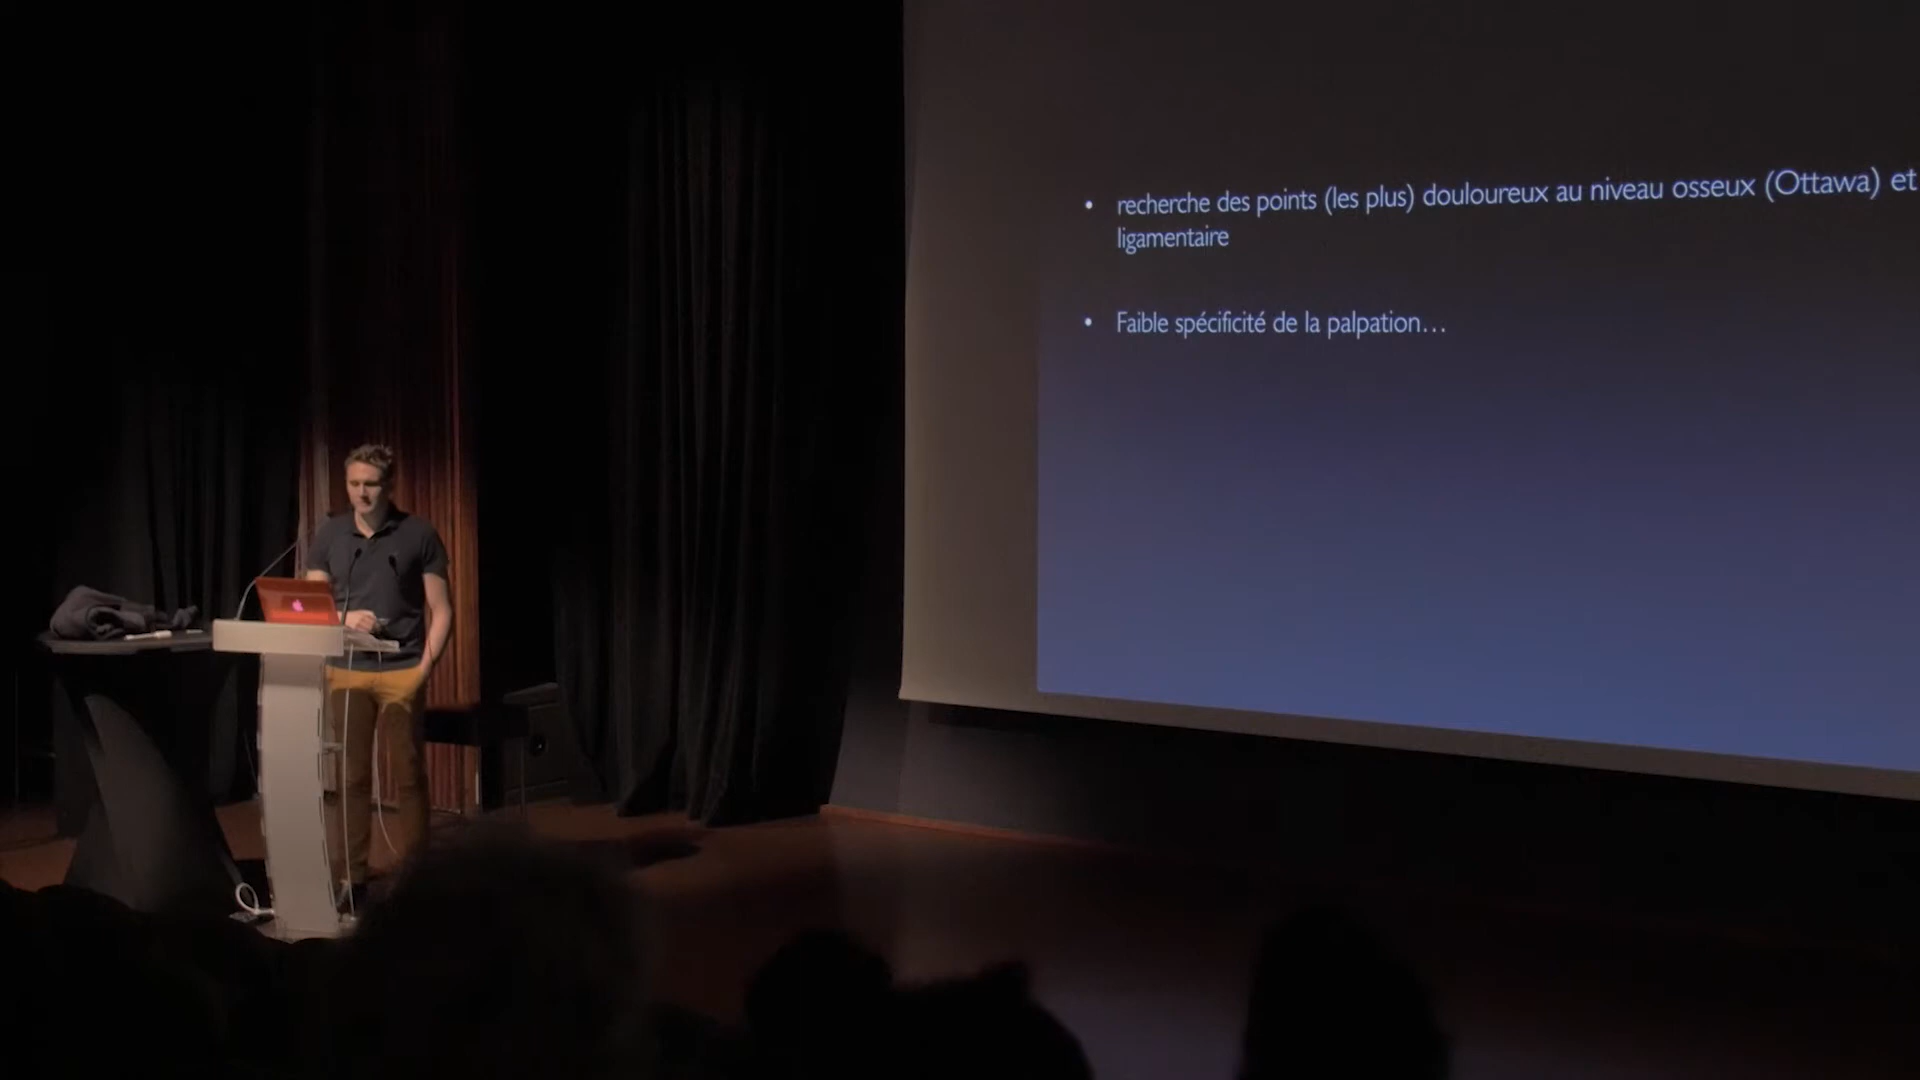 • recherche des points (les plus) douloureux au niveau osseux (Ottawa) et
ligamentaire
• Faible spécificité de la palpation…